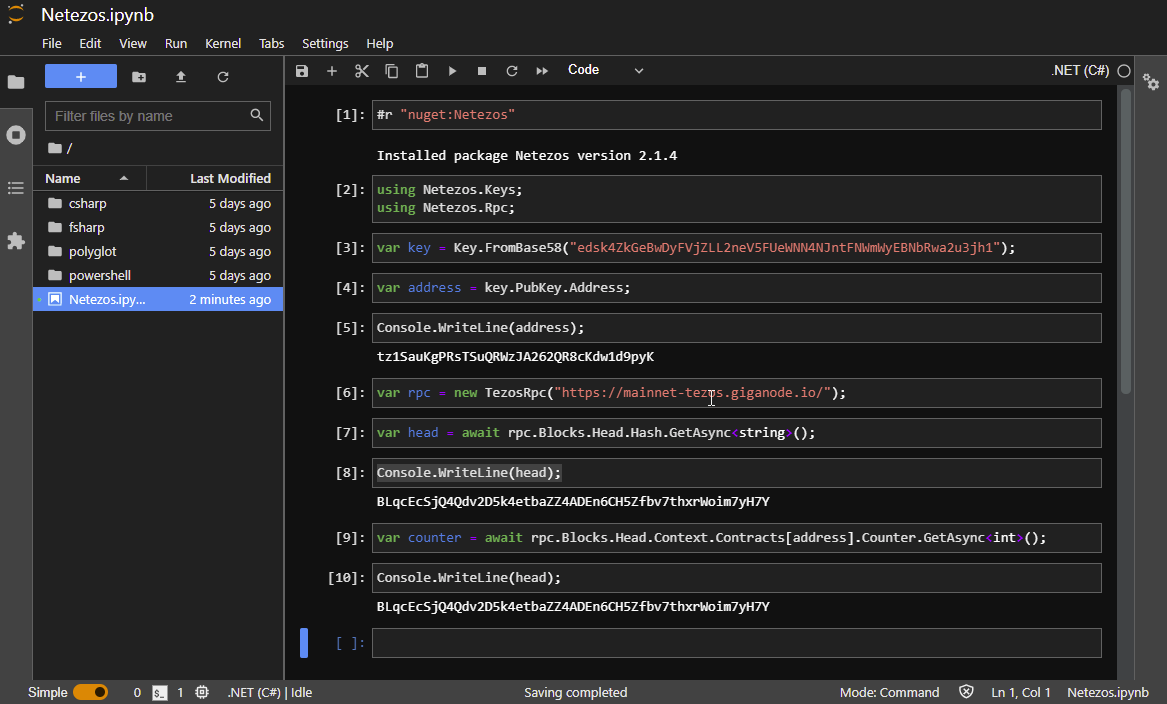 Netezos.ipynb
File Edit View Run Kernel Tabs Settings Help
+
Filter files by name
/
Name Last Modified
csharp 5 days ago
fsharp 5 days ago
polyglot 5 days ago
powershell 5 days ago
Netezos.ipy... 2 minutes ago
Code
.NET (C#)
[1]: #r "nuget:Netezos"
Installed package Netezos version 2.1.4
[2]: using Netezos.Keys;
using Netezos.Rpc;
[3]: var key = Key.FromBase58("edsk4ZkGeBwDyFVjZLL2neV5FUeWNN4NJntFNWmWyEBNbRwa2u3jh1");
[4]: var address = key.PubKey.Address;
[5]: Console.WriteLine(address);
tz1SauKgPRsTSuQRWzJA262QR8cKdw1d9pyK
[6]: var rpc = new TezosRpc("https://mainnet-tezos.giganode.io/");
[7]: var head = await rpc.Blocks.Head.Hash.GetAsync<string>();
[8]: Console.WriteLine(head);
BLqcEcSjQ4Qdv2D5k4etbaZZ4ADEn6CH5Zfbv7thxrWoim7yH7Y
[9]: var counter = await rpc.Blocks.Head.Context.Contracts[address].Counter.GetAsync<int>();
[10]: Console.WriteLine(head);
BLqcEcSjQ4Qdv2D5k4etbaZZ4ADEn6CH5Zfbv7thxrWoim7yH7Y
[ ]:
Simple 0 $_ 1 .NET (C#) | Idle Saving completed Mode: Command Ln 1, Col 1 Netezos.ipynb